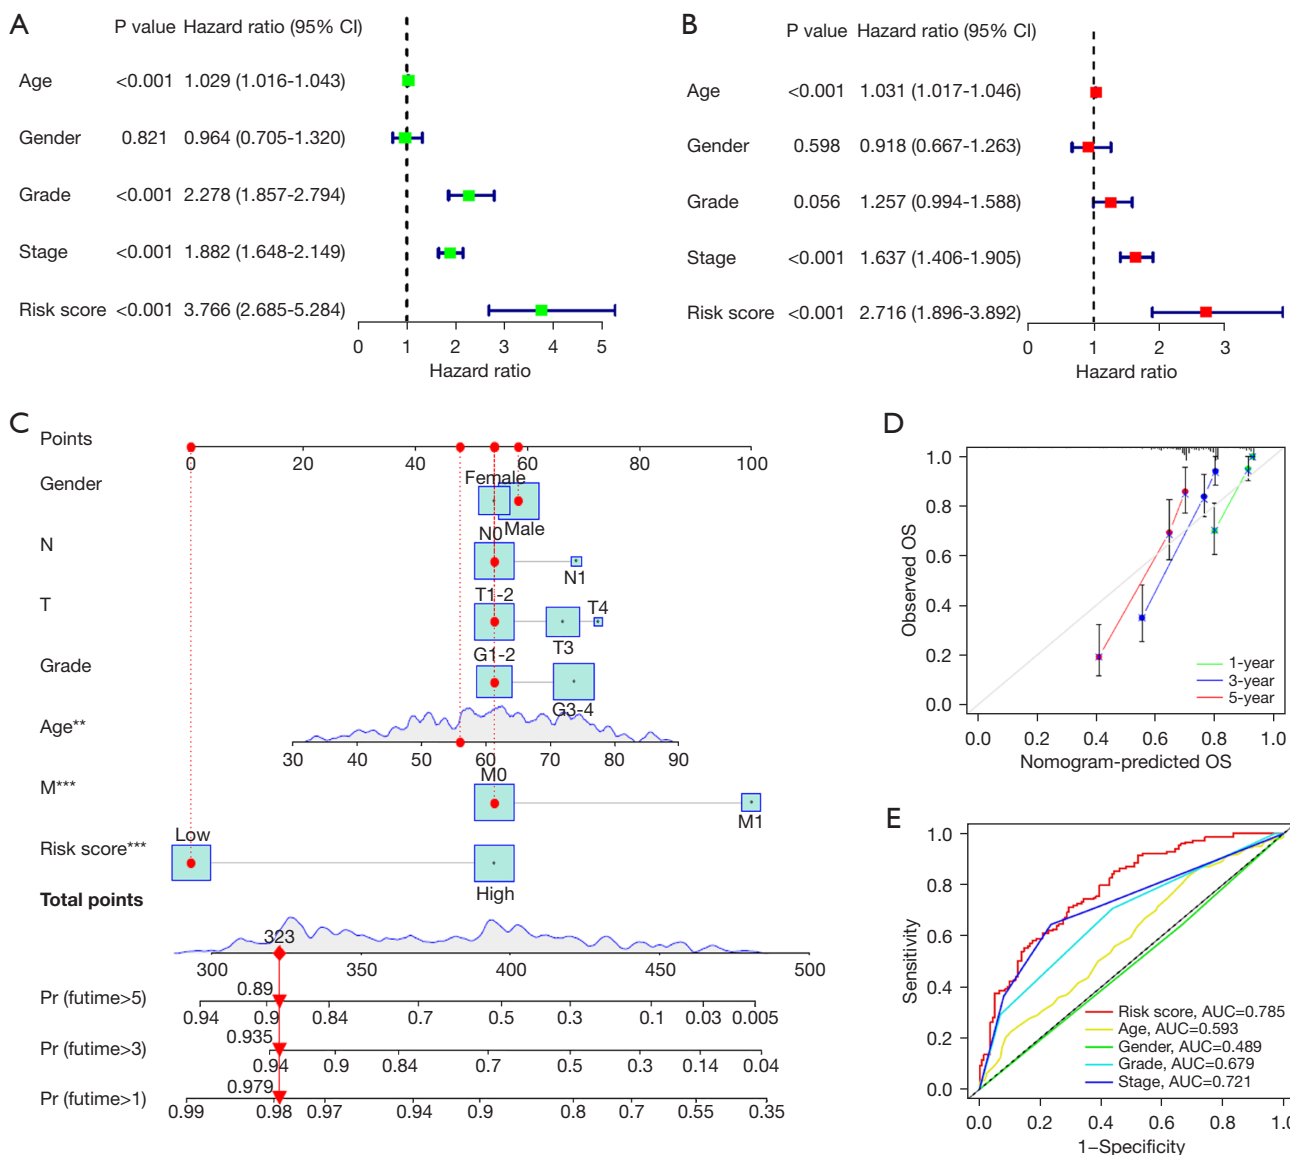 A
P value Hazard ratio (95% CI)
Age <0.001 1.029 (1.016-1.043)
Gender 0.821 0.964 (0.705-1.320)
Grade <0.001 2.278 (1.857-2.794)
Stage <0.001 1.882 (1.648-2.149)
Risk score <0.001 3.766 (2.685-5.284)
0 1 2 3 4 5
Hazard ratio
B
P value Hazard ratio (95% CI)
Age <0.001 1.031 (1.017-1.046)
Gender 0.598 0.918 (0.667-1.263)
Grade 0.056 1.257 (0.994-1.588)
Stage <0.001 1.637 (1.406-1.905)
Risk score <0.001 2.716 (1.896-3.892)
0 1 2 3
Hazard ratio
C
Points
0 20 40 60 80 100
Gender
Female
Male
N
N0
N1
T
T1-2
T4
T3
Grade
G1-2
G3-4
Age**
30 40 50 60 70 80 90
M***
M0
M1
Risk score***
Low
High
Total points
323
300 350 400 450 500
0.89
Pr (futime>5)
0.94 0.9 0.84 0.7 0.5 0.3 0.1 0.03 0.005
0.935
Pr (futime>3)
0.94 0.9 0.84 0.7 0.5 0.3 0.14 0.04
0.979
Pr (futime>1)
0.99 0.98 0.97 0.94 0.9 0.8 0.7 0.55 0.35
D
Observed OS
1.0
0.8
0.6
0.4
0.2
0.0
1-year
3-year
5-year
0.0 0.2 0.4 0.6 0.8 1.0
Nomogram-predicted OS
E
Sensitivity
1.0
0.8
0.6
0.4
0.2
0.0
Risk score, AUC=0.785
Age, AUC=0.593
Gender, AUC=0.489
Grade, AUC=0.679
Stage, AUC=0.721
0.0 0.2 0.4 0.6 0.8 1.0
1–Specificity